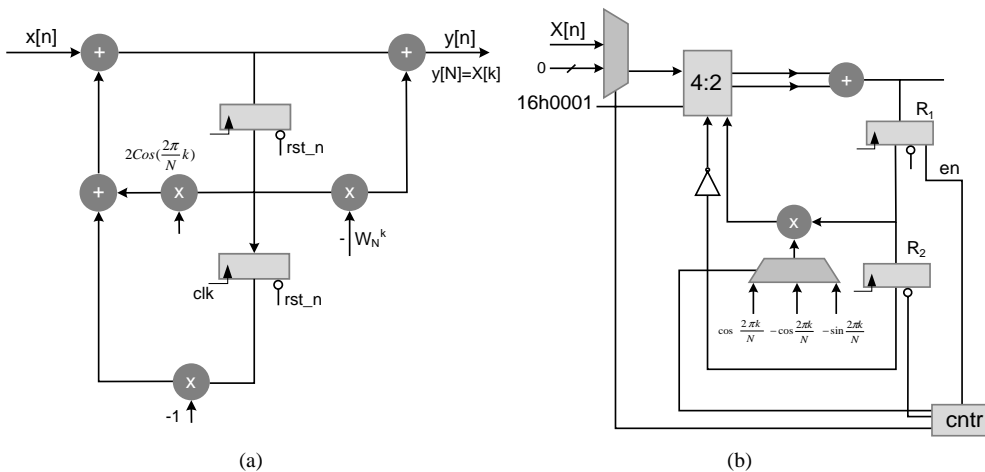 x[n]
y[n]
y[N]=X[k]
+
+
rst_n
2Cos(2π/N k)
+
x
x
- W_N^k
clk
rst_n
x
-1
(a)
X[n]
0
16h0001
4:2
+
R₁
en
x
R₂
cos 2πk/N
−cos 2πk/N
−sin 2πk/N
cntr
(b)